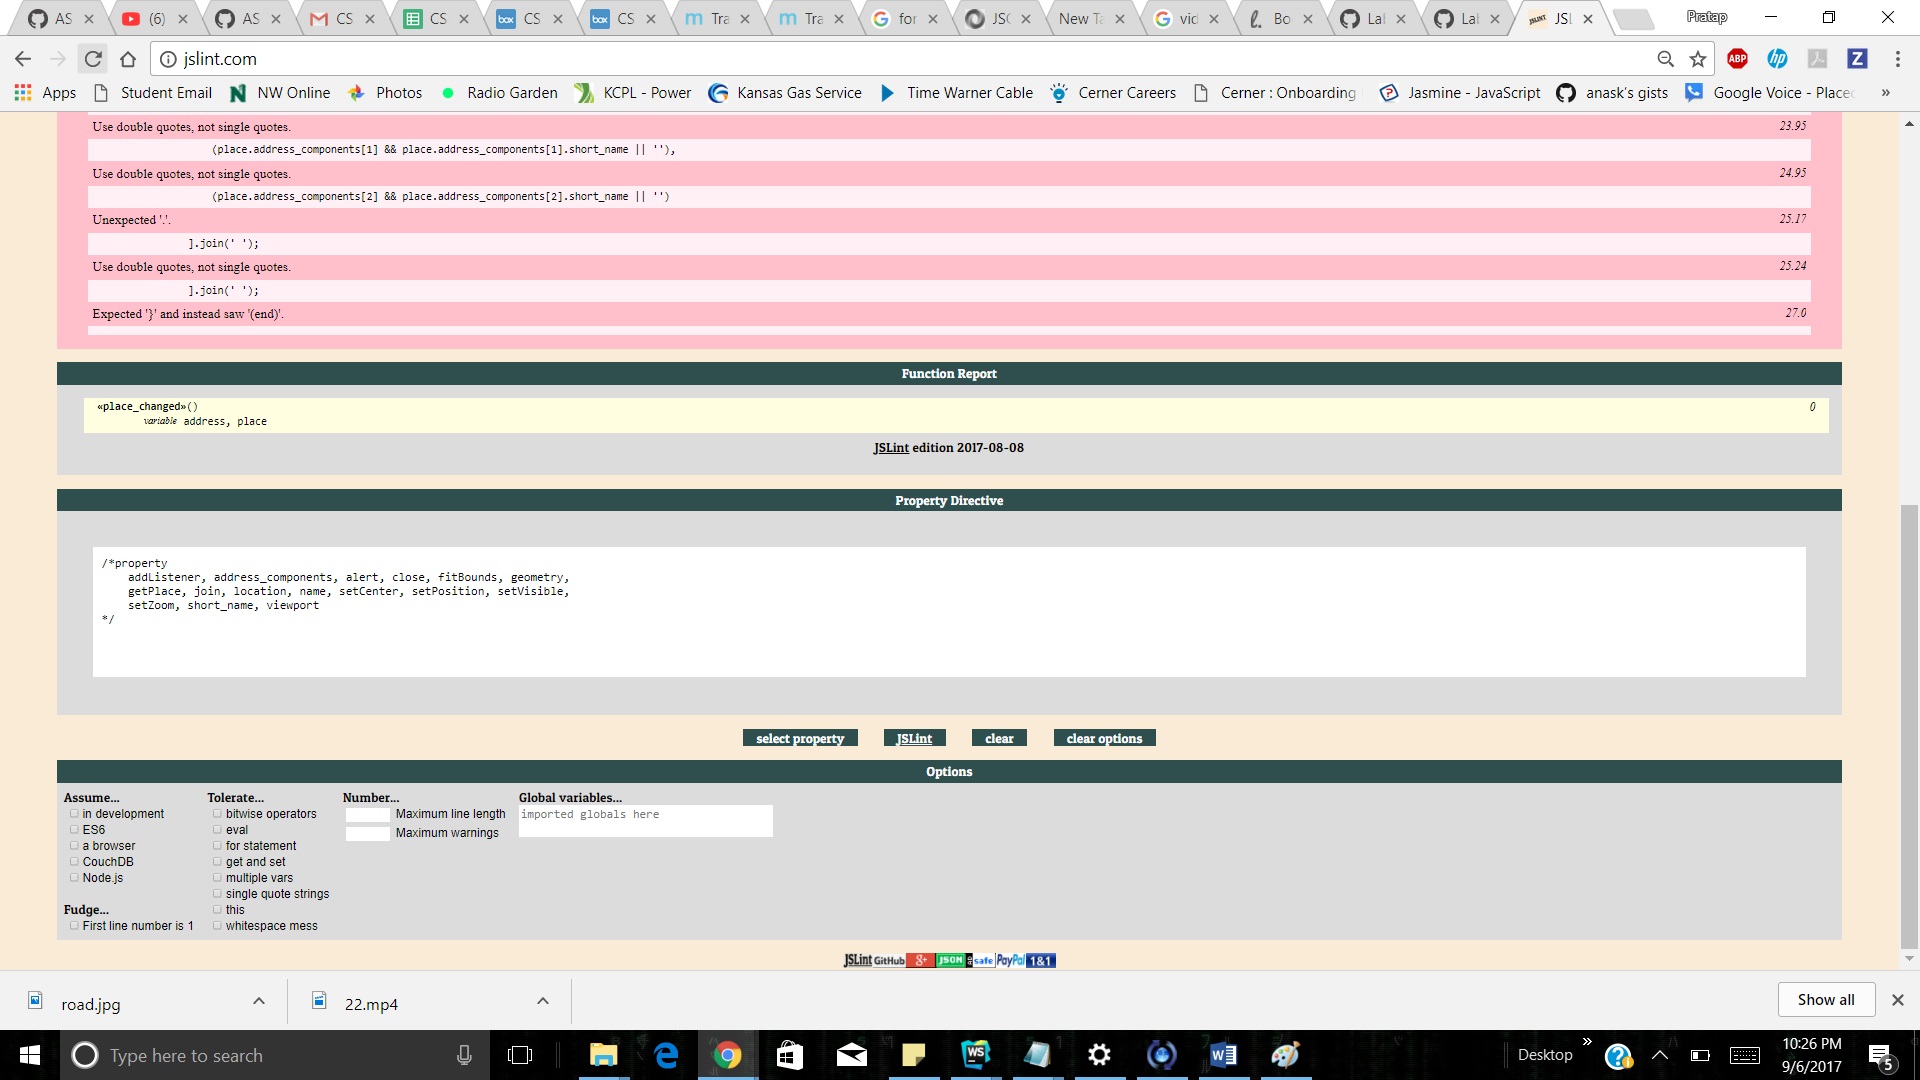 AS
(6)
AS
CS
CS
CS
CS
Tra
Tra
for
JSC
New Ta
vid
Bo
Lal
Lal
JSL
Pratap
jslint.com
ABP
hp
Z
Apps
Student Email
NW Online
Photos
Radio Garden
KCPL - Power
Kansas Gas Service
Time Warner Cable
Cerner Careers
Cerner : Onboarding
Jasmine - JavaScript
anask's gists
Google Voice - Place
»
Use double quotes, not single quotes. 23.95
(place.address_components[1] && place.address_components[1].short_name || ''),
Use double quotes, not single quotes. 24.95
(place.address_components[2] && place.address_components[2].short_name || '')
Unexpected '.'. 25.17
].join(' ');
Use double quotes, not single quotes. 25.24
].join(' ');
Expected '}' and instead saw '(end)'. 27.0
Function Report
«place_changed»() 0
variable address, place
JSLint edition 2017-08-08
Property Directive
/*property
addListener, address_components, alert, close, fitBounds, geometry,
getPlace, join, location, name, setCenter, setPosition, setVisible,
setZoom, short_name, viewport
*/
select property JSLint clear clear options
Options
Assume...
in development
ES6
a browser
CouchDB
Node.js
Fudge...
First line number is 1
Tolerate...
bitwise operators
eval
for statement
get and set
multiple vars
single quote strings
this
whitespace mess
Number...
Maximum line length
Maximum warnings
Global variables...
imported globals here
JSLint GitHub g+ JSON safe PayPal 1&1
road.jpg
22.mp4
Show all
Type here to search
WS
Desktop
»
10:26 PM
9/6/2017
5